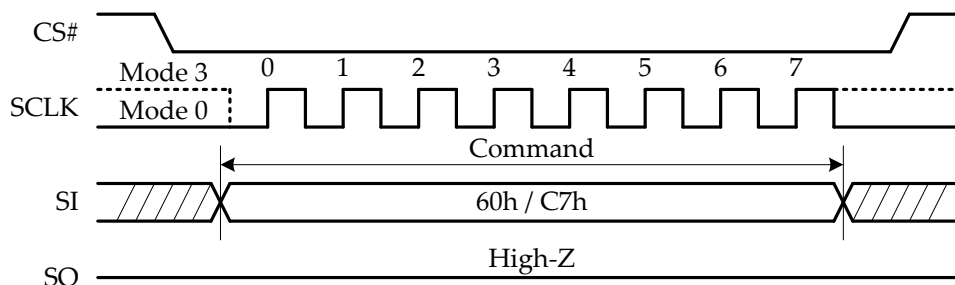 CS#
Mode 3
0 1 2 3 4 5 6 7
SCLK
Mode 0
Command
SI
60h / C7h
High-Z
SO